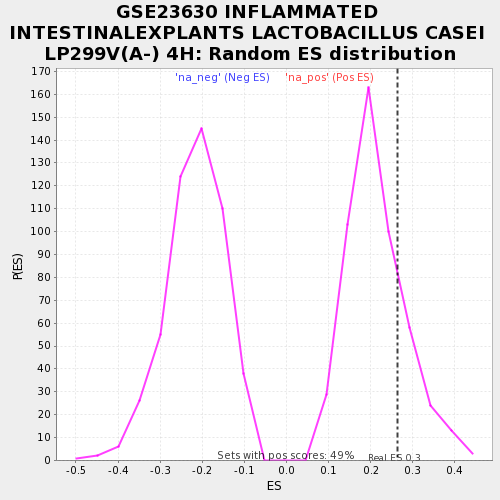 GSE23630 INFLAMMATED
INTESTINALEXPLANTS LACTOBACILLUS CASEI
LP299V(A-) 4H: Random ES distribution
'na_neg' (Neg ES) 'na_pos' (Pos ES)
170
160
150
140
130
120
110
100
90
80
70
60
50
40
30
20
10
0
P(ES)
Sets with pos scores: 49%
Real ES 0.3
-0.5 -0.4 -0.3 -0.2 -0.1 0.0 0.1 0.2 0.3 0.4
ES